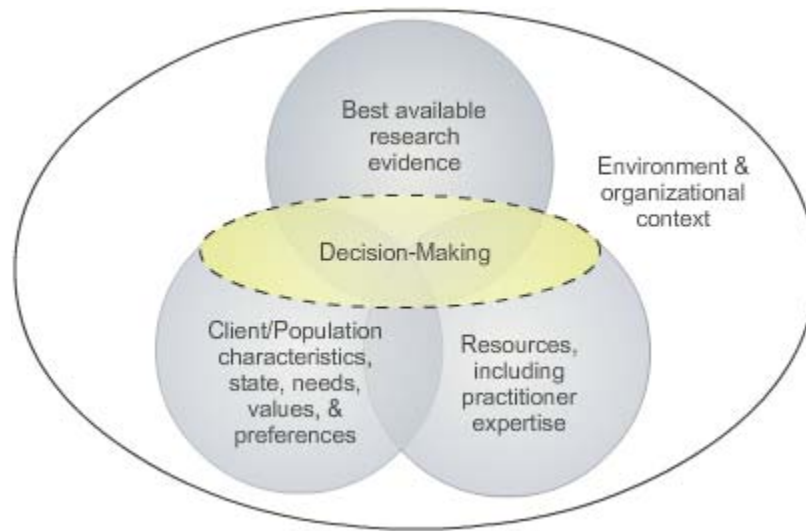 Best available
research
evidence
Environment &
organizational
context
Decision-Making
Client/Population
characteristics,
state, needs,
values, &
preferences
Resources,
including
practitioner
expertise